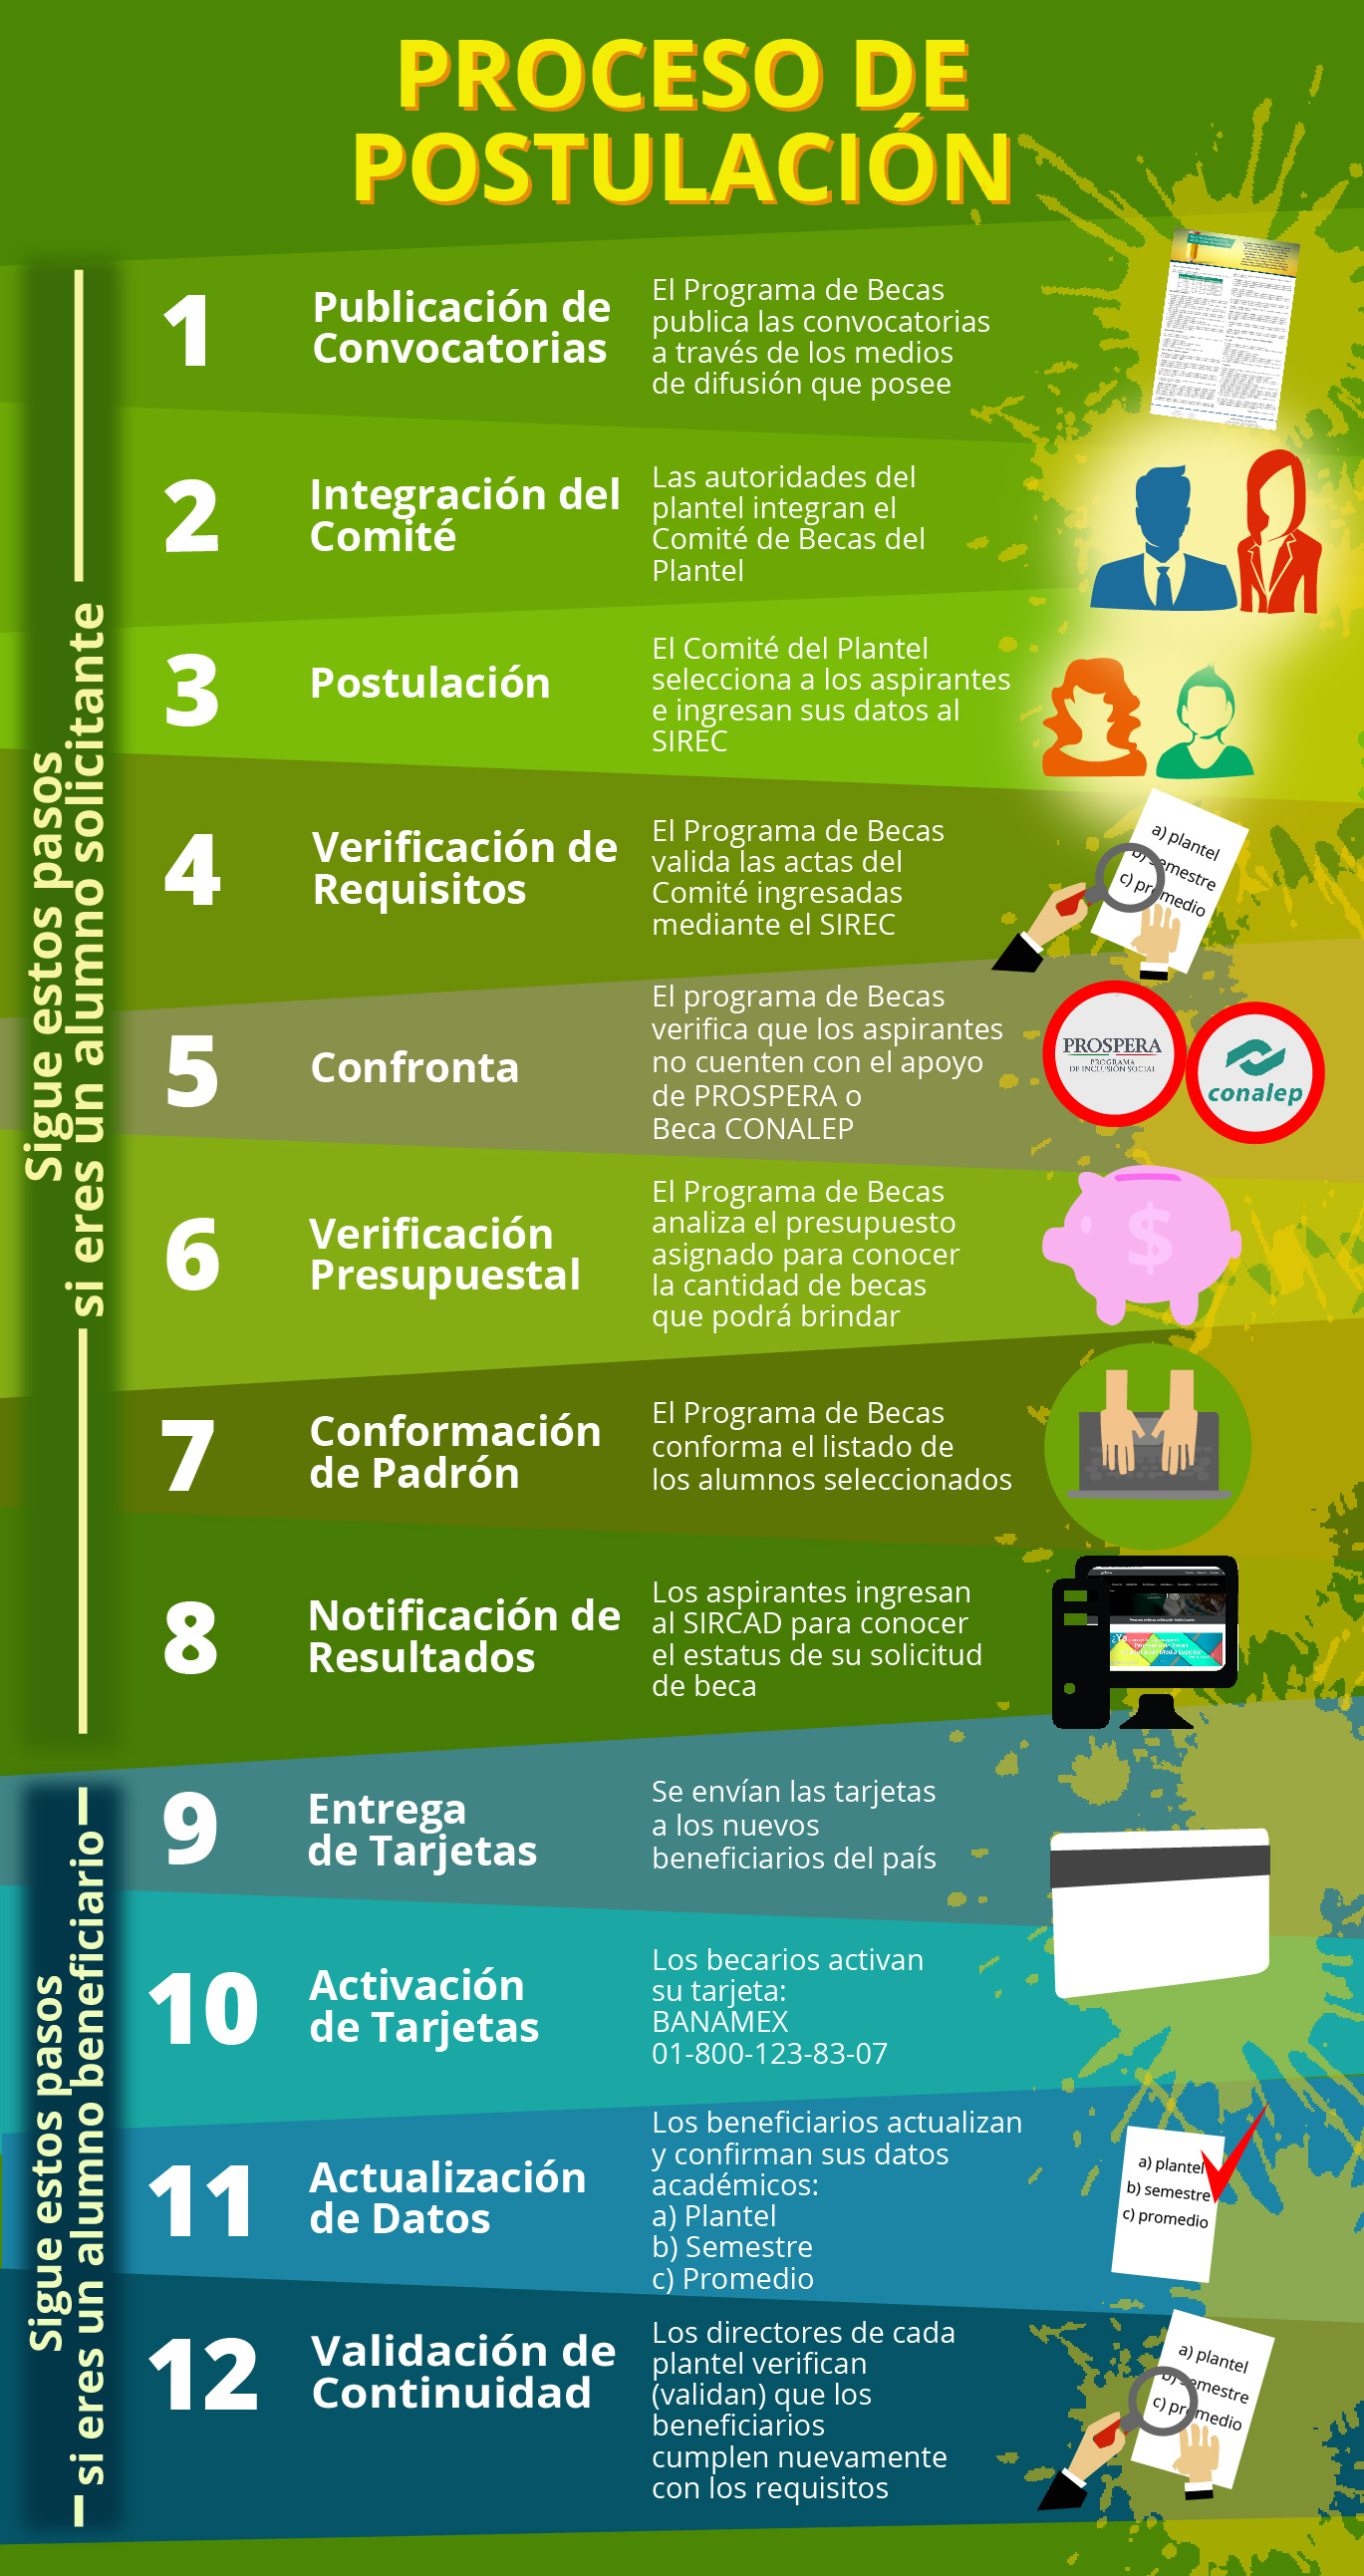 PROCESO DE
POSTULACIÓN
Sigue estos pasos
si eres un alumno solicitante
1
Publicación de
Convocatorias
El Programa de Becas
publica las convocatorias
a través de los medios
de difusión que posee
2
Integración del
Comité
Las autoridades del
plantel integran el
Comité de Becas del
Plantel
3
Postulación
El Comité del Plantel
selecciona a los aspirantes
e ingresan sus datos al
SIREC
4
Verificación de
Requisitos
El Programa de Becas
valida las actas del
Comité ingresadas
mediante el SIREC
a) plantel
b) semestre
c) promedio
5
Confronta
El programa de Becas
verifica que los aspirantes
no cuenten con el apoyo
de PROSPERA o
Beca CONALEP
PROSPERA
PROGRAMA
DE INCLUSIÓN SOCIAL
conalep
6
Verificación
Presupuestal
El Programa de Becas
analiza el presupuesto
asignado para conocer
la cantidad de becas
que podrá brindar
$
7
Conformación
de Padrón
El Programa de Becas
conforma el listado de
los alumnos seleccionados
8
Notificación de
Resultados
Los aspirantes ingresan
al SIRCAD para conocer
el estatus de su solicitud
de beca
Sigue estos pasos
si eres un alumno beneficiario
9
Entrega
de Tarjetas
Se envían las tarjetas
a los nuevos
beneficiarios del país
10
Activación
de Tarjetas
Los becarios activan
su tarjeta:
BANAMEX
01-800-123-83-07
11
Actualización
de Datos
Los beneficiarios actualizan
y confirman sus datos
académicos:
a) Plantel
b) Semestre
c) Promedio
a) plantel
b) semestre
c) promedio
12
Validación de
Continuidad
Los directores de cada
plantel verifican
(validan) que los
beneficiarios
cumplen nuevamente
con los requisitos
a) plantel
b) semestre
c) promedio